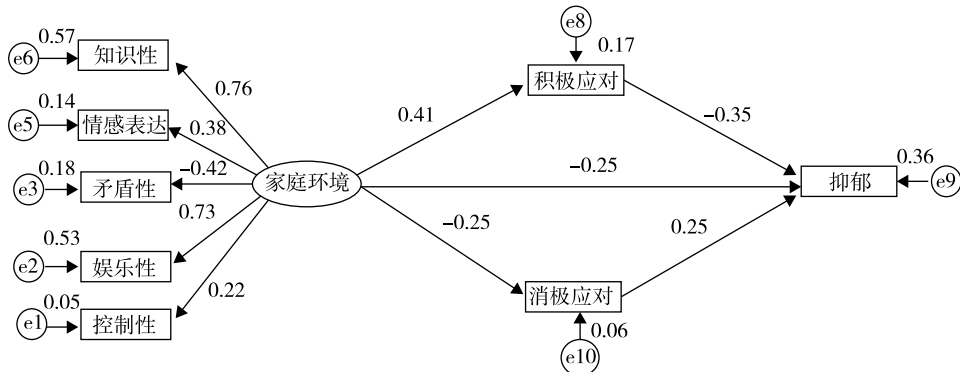 e8
0.17
积极应对
0.57
e6
知识性
0.76
0.14
e5
情感表达
0.38
0.41
-0.35
0.18
e3
矛盾性
-0.42
家庭环境
-0.25
抑郁
0.36
e9
0.73
0.53
e2
娱乐性
-0.25
0.25
0.22
0.05
e1
控制性
消极应对
0.06
e10